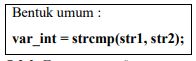 Bentuk umum :
var_int = strcmp(str1, str2);